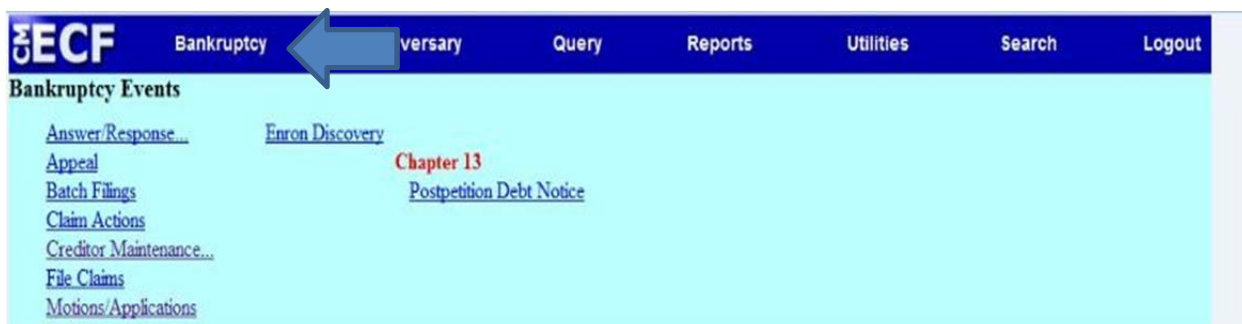 CM ECF Bankruptcy versary Query Reports Utilities Search Logout
Bankruptcy Events
Answer/Response... Enron Discovery
Appeal Chapter 13
Batch Filings Postpetition Debt Notice
Claim Actions
Creditor Maintenance...
File Claims
Motions/Applications